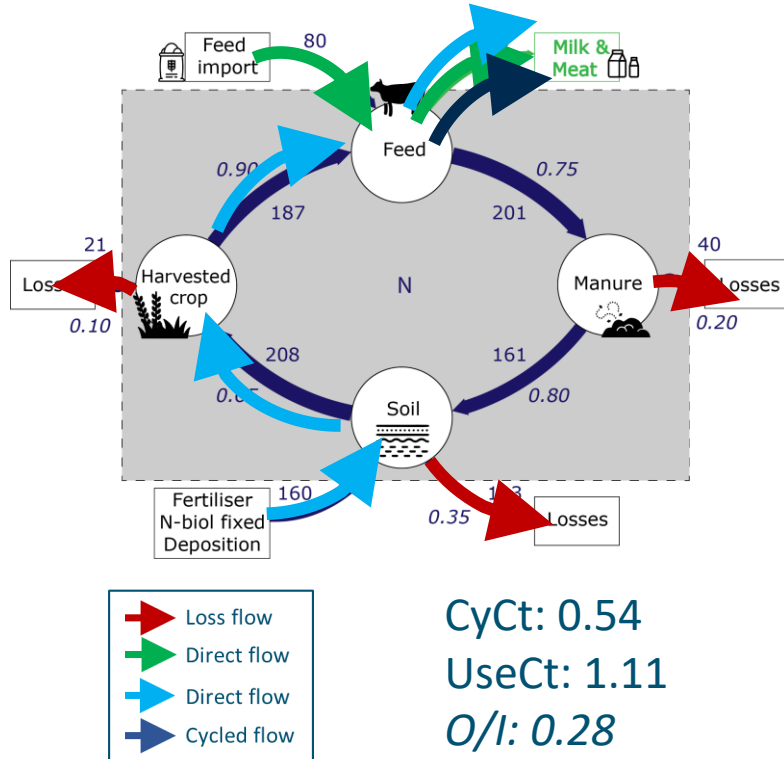 Feed
import
80
Milk &
Meat
Feed
0.90
187
0.75
201
21
Harvested
crop
0.10
N
Manure
40
Losses
0.20
208
161
0.80
Soil
Fertiliser
N-biol fixed
Deposition
160
0.35
Losses
Loss flow
Direct flow
Direct flow
Cycled flow
CyCt: 0.54
UseCt: 1.11
O/I: 0.28